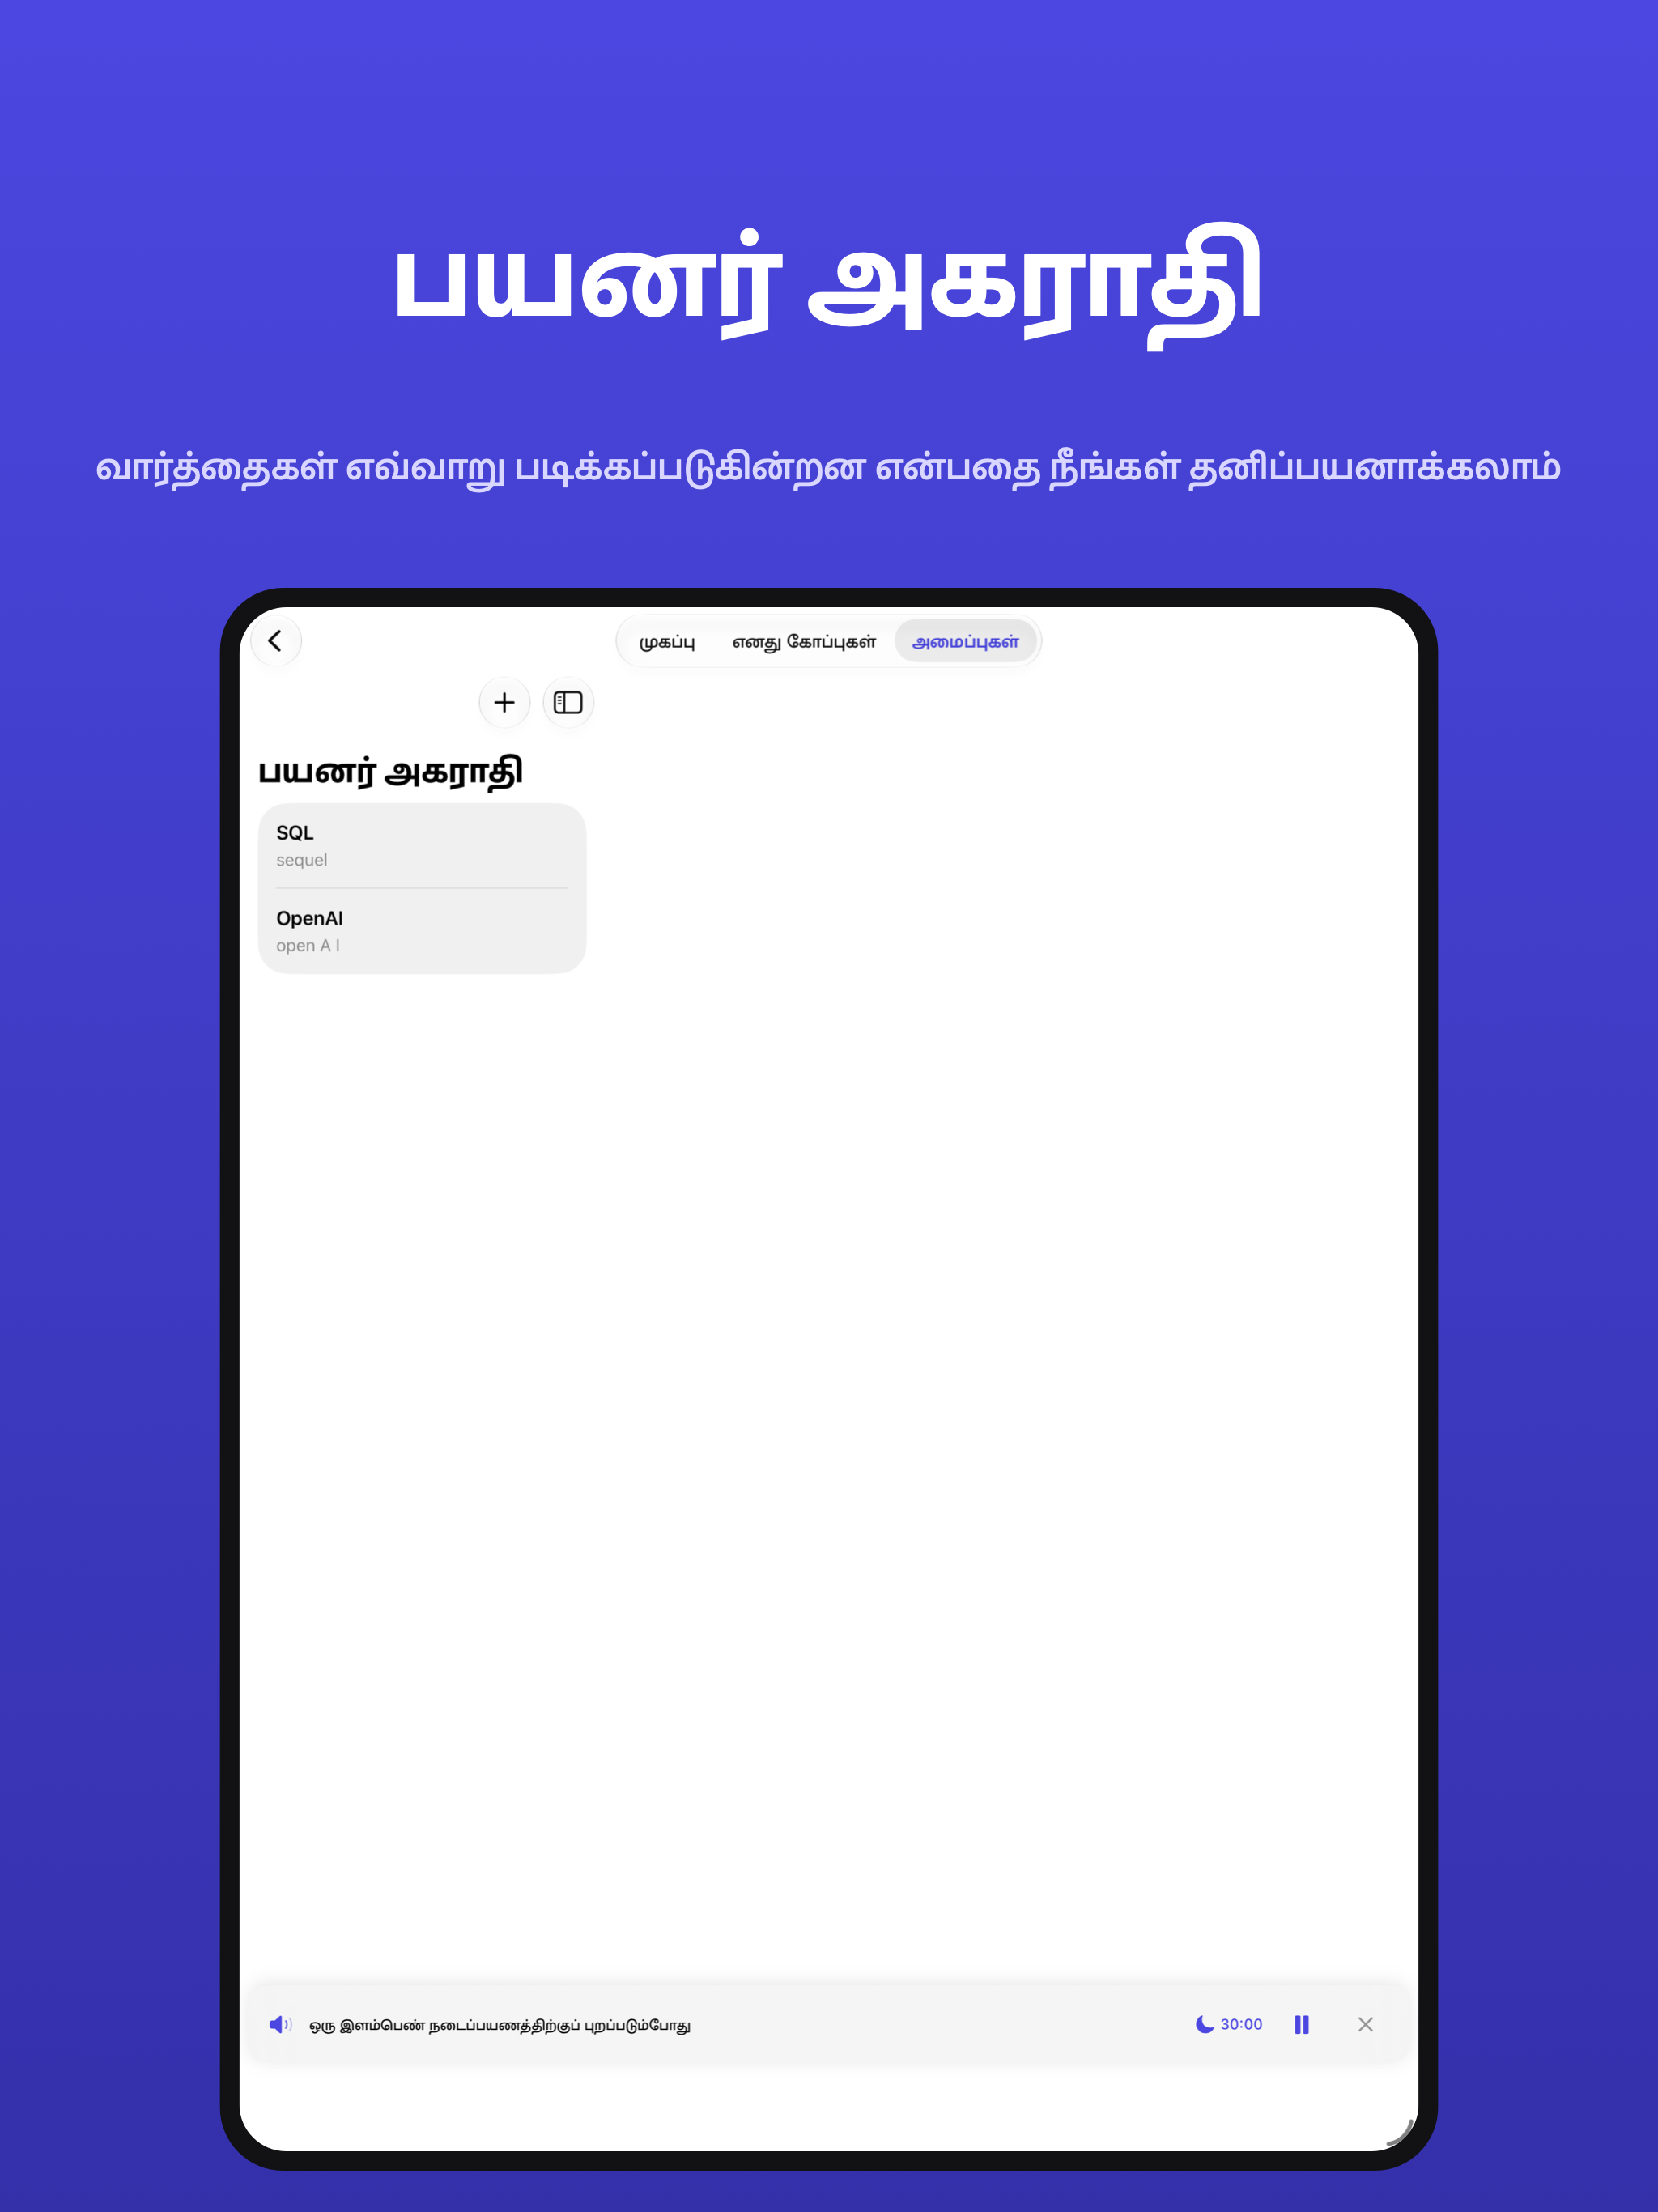 பயனர் அகராதி
வார்த்தைகள் எவ்வாறு படிக்கப்படுகின்றன என்பதை நீங்கள் தனிப்பயனாக்கலாம்
முகப்பு எனது கோப்புகள் அமைப்புகள்
பயனர் அகராதி
SQL
sequel
OpenAI
open A I
ஒரு இளம்பெண் நடைப்பயணத்திற்குப் புறப்படும்போது 30:00